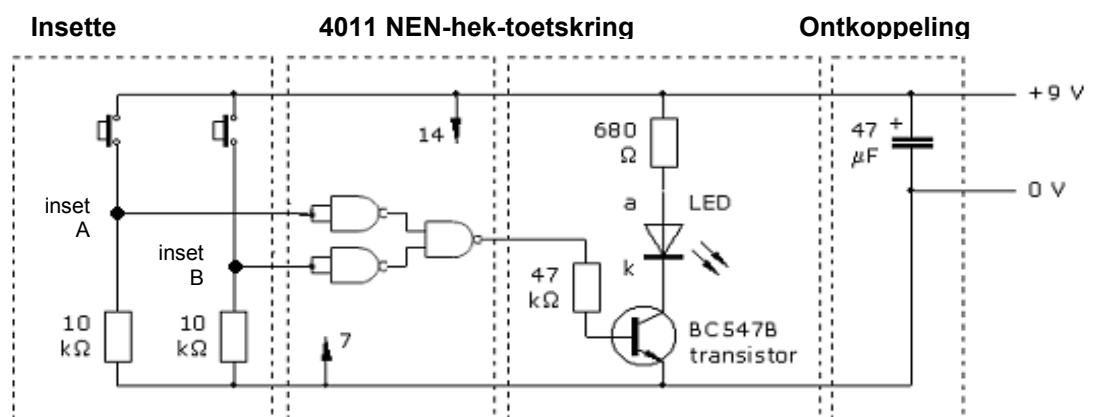 Insette 4011 NEN-hek-toetskring Ontkoppeling
+9 V
14
680
Ω
47 +
μF
0 V
inset
A
a LED
inset
B
k
47
kΩ
10
kΩ
10
kΩ
7
BC547B
transistor